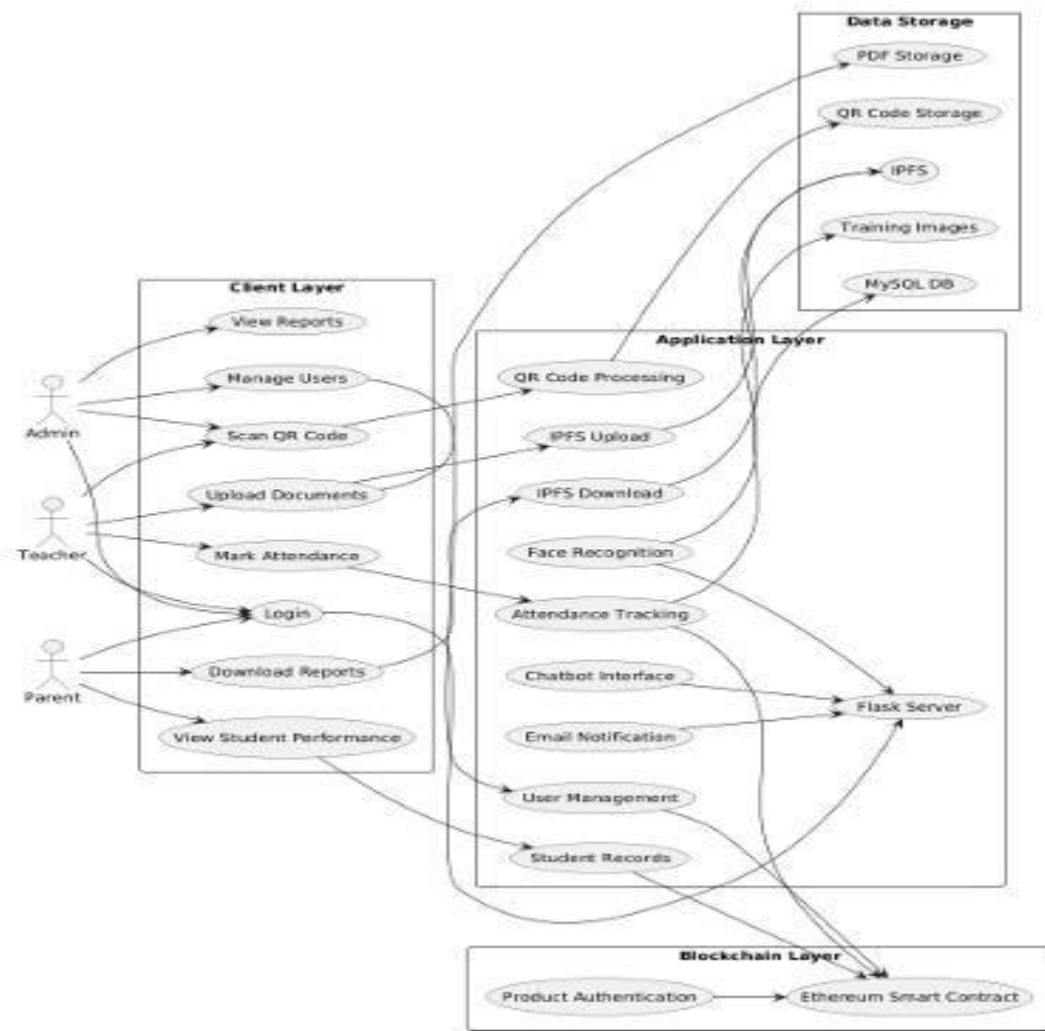 Data Storage
PDF Storage
QR Code Storage
IPFS
Training Images
MySQL DB
Client Layer
View Reports
Manage Users
Scan QR Code
Upload Documents
Mark Attendance
Login
Download Reports
View Student Performance
Admin
Teacher
Parent
Application Layer
QR Code Processing
IPFS Upload
IPFS Download
Face Recognition
Attendance Tracking
Chatbot Interface
Flask Server
Email Notification
User Management
Student Records
Blockchain Layer
Product Authentication
Ethereum Smart Contract